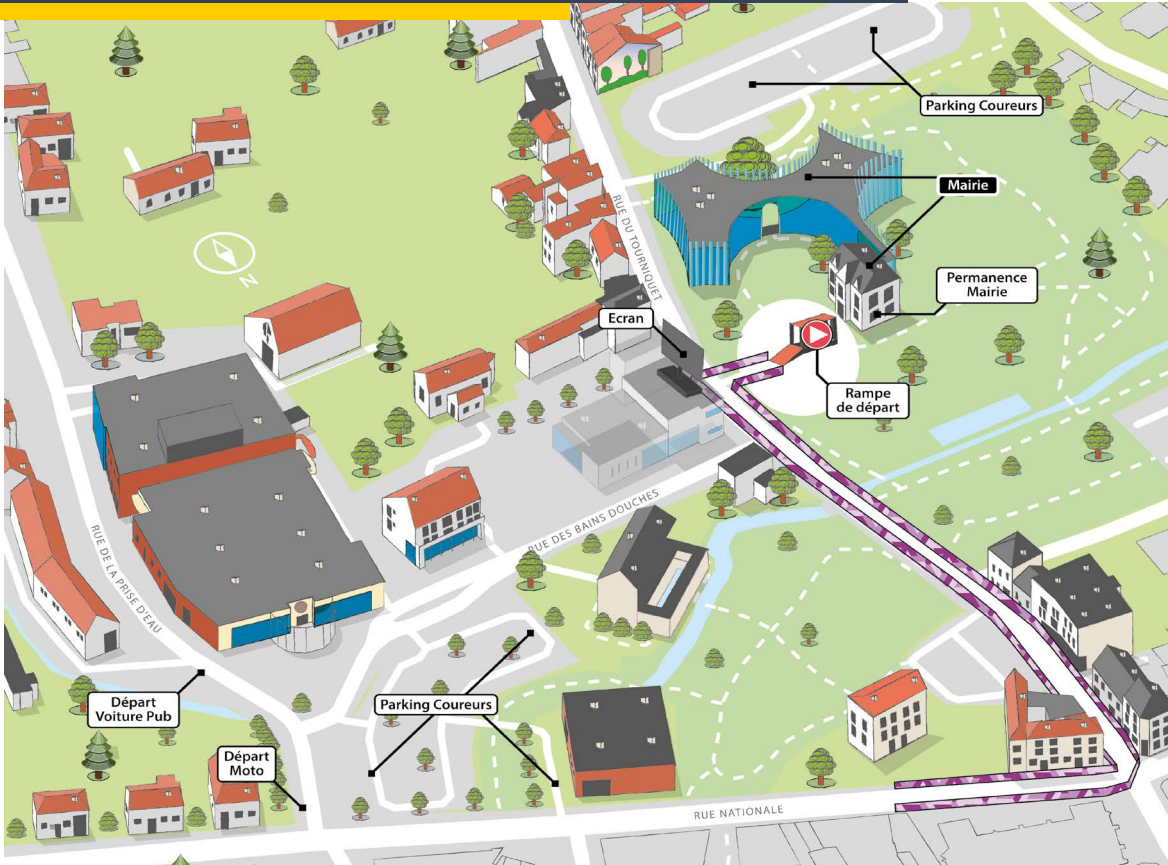 Parking Coureurs
Mairie
RUE DU TOURNIQUET
Permanence
Mairie
N
Ecran
Rampe
de départ
RUE DES BAINS DOUCHES
RUE DE LA PRISE D'EAU
Départ
Voiture Pub
Parking Coureurs
Départ
Moto
RUE NATIONALE